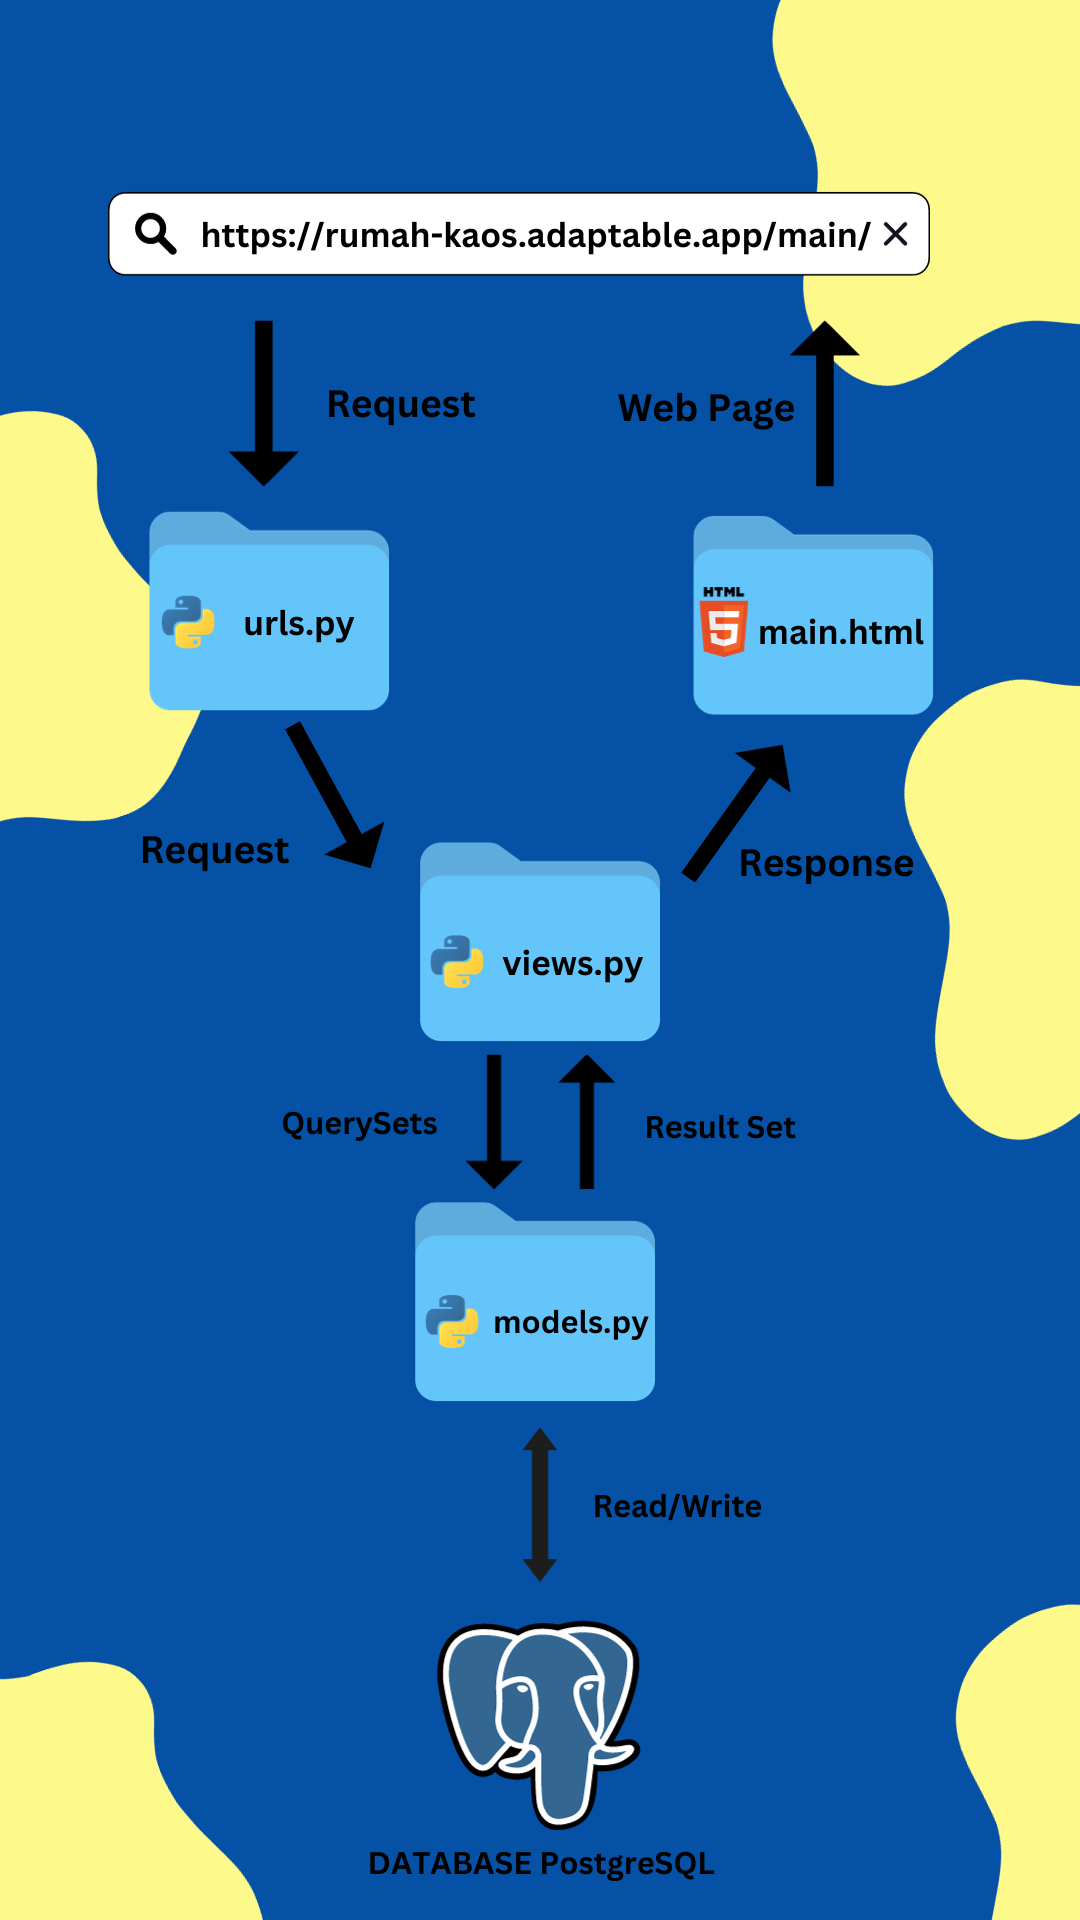 https://rumah-kaos.adaptable.app/main/
Request
Web Page
urls.py
HTML
5
main.html
Request
Response
views.py
QuerySets
Result Set
models.py
Read/Write
DATABASE PostgreSQL